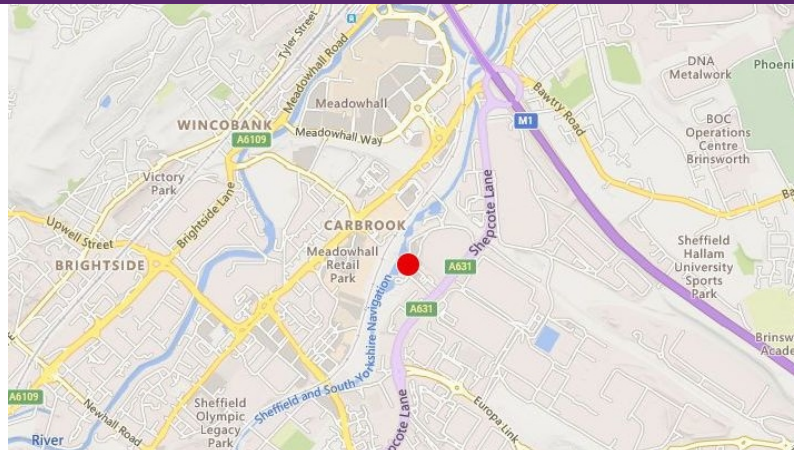 Tyler Street
R
Meadowhall Road
Meadowhall
Meadowhall Way
WINCOBANK
A6109
Victory
Park
Brightside Lane
Upwell Street
BRIGHTSIDE
CARBROOK
Meadowhall
Retail
Park
M1
Bawtry Road
DNA
Metalwork
Phoeni
BOC
Operations
Centre
Brinsworth
Ba
Shepcote Lane
A631
A631
Sheffield
Hallam
University
Sports
Park
Brinsw
Acade
Sheffield and South Yorkshire Navigation
A6109
Newhall Road
Sheffield
Olympic
Legacy
Park
River
Europa Link
pcote Lane